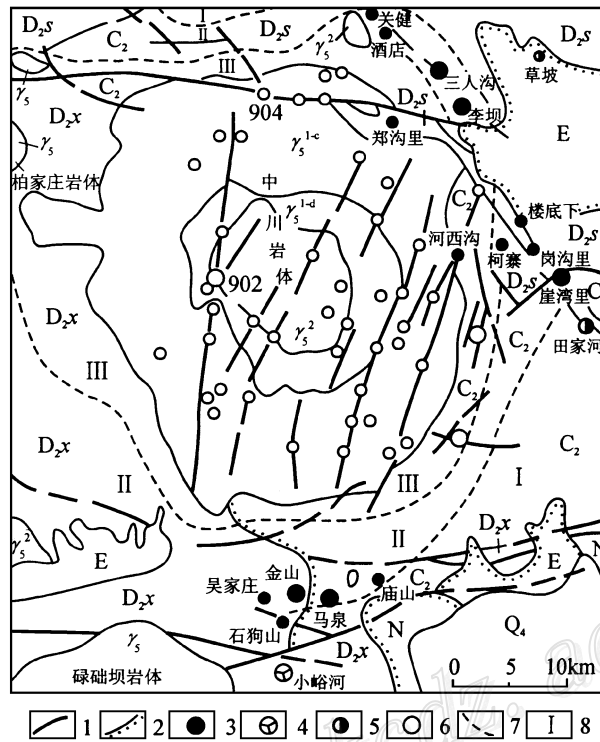 D₂s
I
C₂
II
γ₅²
关健
酒店
D₂s
D₂s
草坡
III
三人沟
γ₅
C₂
904
D₂s
李坝
D₂x
郑沟里
E
γ₅¹⁻ᶜ
柏家庄岩体
中
C₂
γ₅¹⁻ᵈ
川
楼底下
河西沟
D₂s
岩
柯寨
岗沟里
体
902
D₂s
C
崖湾里
γ₅²
D₂x
C₂
田家河
III
C₂
C₂
D₂x
II
III
I
C₂
II
D₂x
γ₅²
E
E
N
金山
C₂
吴家庄
庙山
D₂x
马泉
N
Q₄
石狗山
D₂x
γ₅
碌础坝岩体
小峪河
0 5 10km
1 2 3 4 5 6 7 I 8